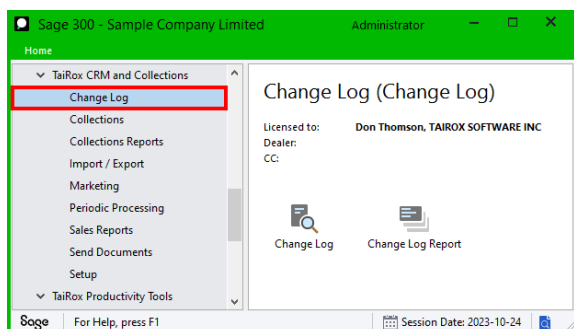 Sage 300 - Sample Company Limited Administrator
Home
TaiRox CRM and Collections
Change Log
Collections
Collections Reports
Import / Export
Marketing
Periodic Processing
Sales Reports
Send Documents
Setup
TaiRox Productivity Tools
Change Log (Change Log)
Licensed to: Don Thomson, TAIROX SOFTWARE INC
Dealer:
CC:
Change Log Change Log Report
Sage For Help, press F1 Session Date: 2023-10-24